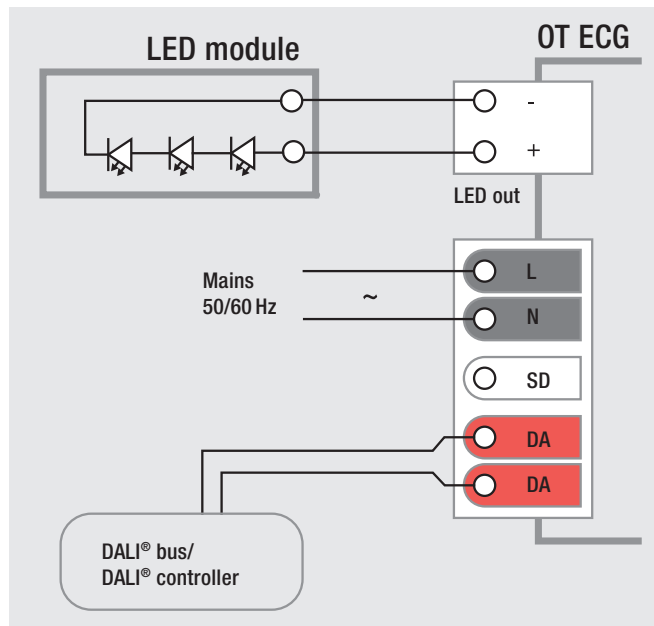 LED module
OT ECG
-
+
LED out
Mains
50/60 Hz
~
L
N
SD
DA
DA
DALI® bus/
DALI® controller